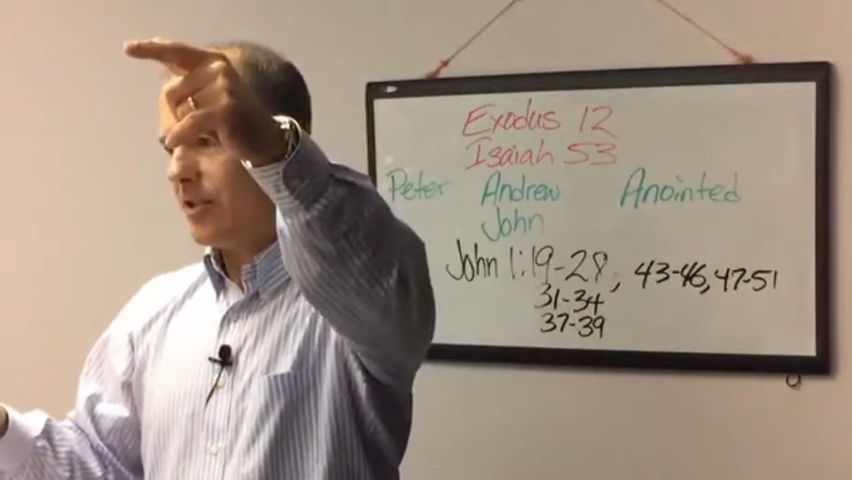 Exodus 12
Isaiah 53
Peter Andrew Anointed
John
John 1:19-28, 43-46, 47-51
31-34
37-39